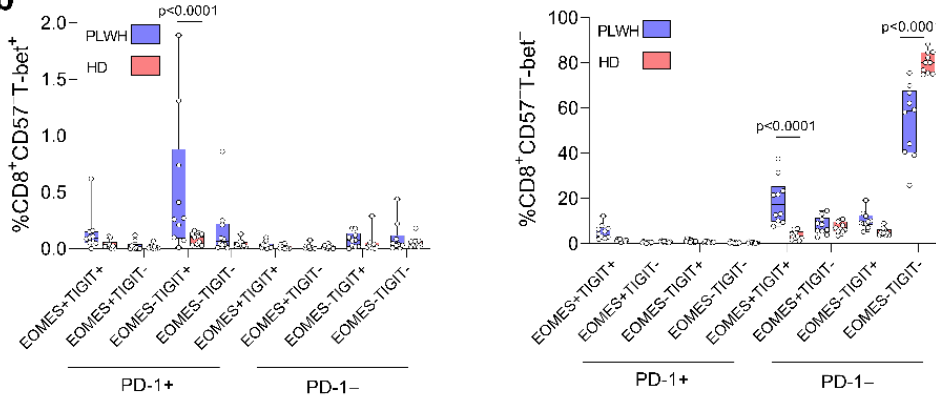 b
p<0.0001
2.0
1.5
1.0
0.5
0.0
%CD8+CD57-T-bet+
PLWH
HD
EOMES+TIGIT+
EOMES+TIGIT-
EOMES-TIGIT+
EOMES-TIGIT-
EOMES+TIGIT+
EOMES+TIGIT-
EOMES-TIGIT+
EOMES-TIGIT-
PD-1+
PD-1−
100
80
60
40
20
0
%CD8+CD57-T-bet-
PLWH
HD
p<0.0001
p<0.000
EOMES+TIGIT+
EOMES+TIGIT-
EOMES-TIGIT+
EOMES-TIGIT-
EOMES+TIGIT+
EOMES+TIGIT-
EOMES-TIGIT+
EOMES-TIGIT-
PD-1+
PD-1−